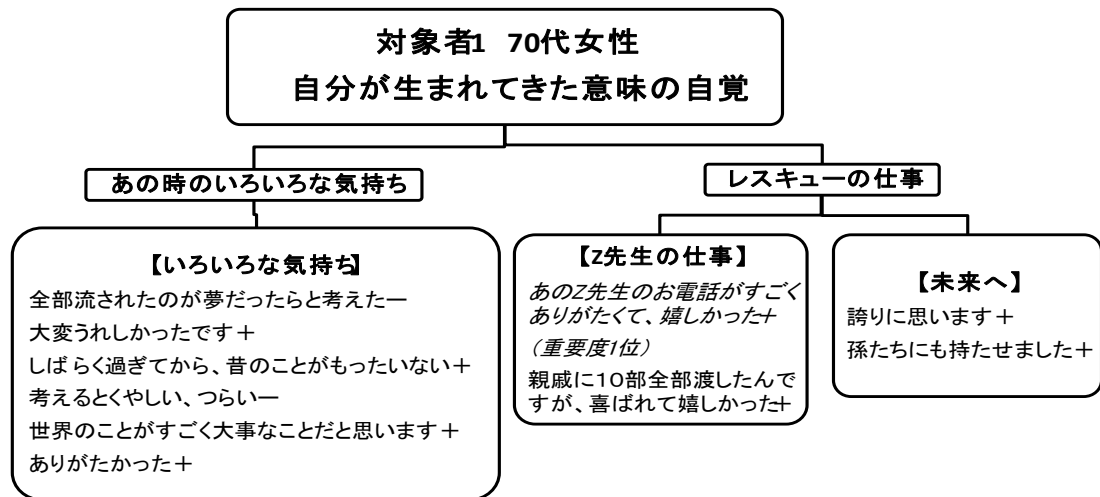 対象者1 70代女性
自分が生まれてきた意味の自覚
あの時のいろいろな気持ち
レスキューの仕事
【いろいろな気持ち】
全部流されたのが夢だったらと考えたー
大変うれしかったです＋
しばらく過ぎてから、昔のことがもったいない＋
考えるとくやしい、つらいー
世界のことがすごく大事なことだと思います＋
ありがたかった＋
【Z先生の仕事】
あのZ先生のお電話がすごく
ありがたくて、嬉しかった＋
（重要度1位）
親戚に１０部全部渡したんで
すが、喜ばれて嬉しかった＋
【未来へ】
誇りに思います＋
孫たちにも持たせました＋